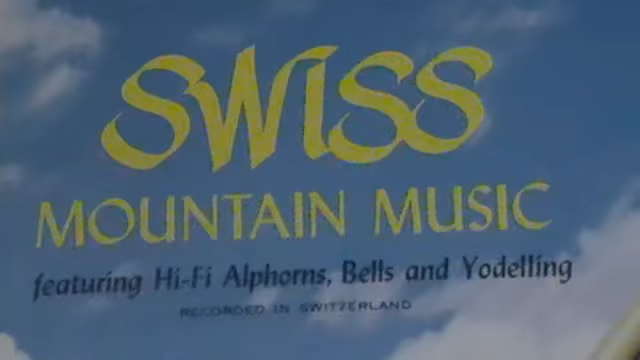 SWISS
MOUNTAIN MUSIC
featuring Hi-Fi Alphorns, Bells and Yodelling
RECORDED IN SWITZERLAND